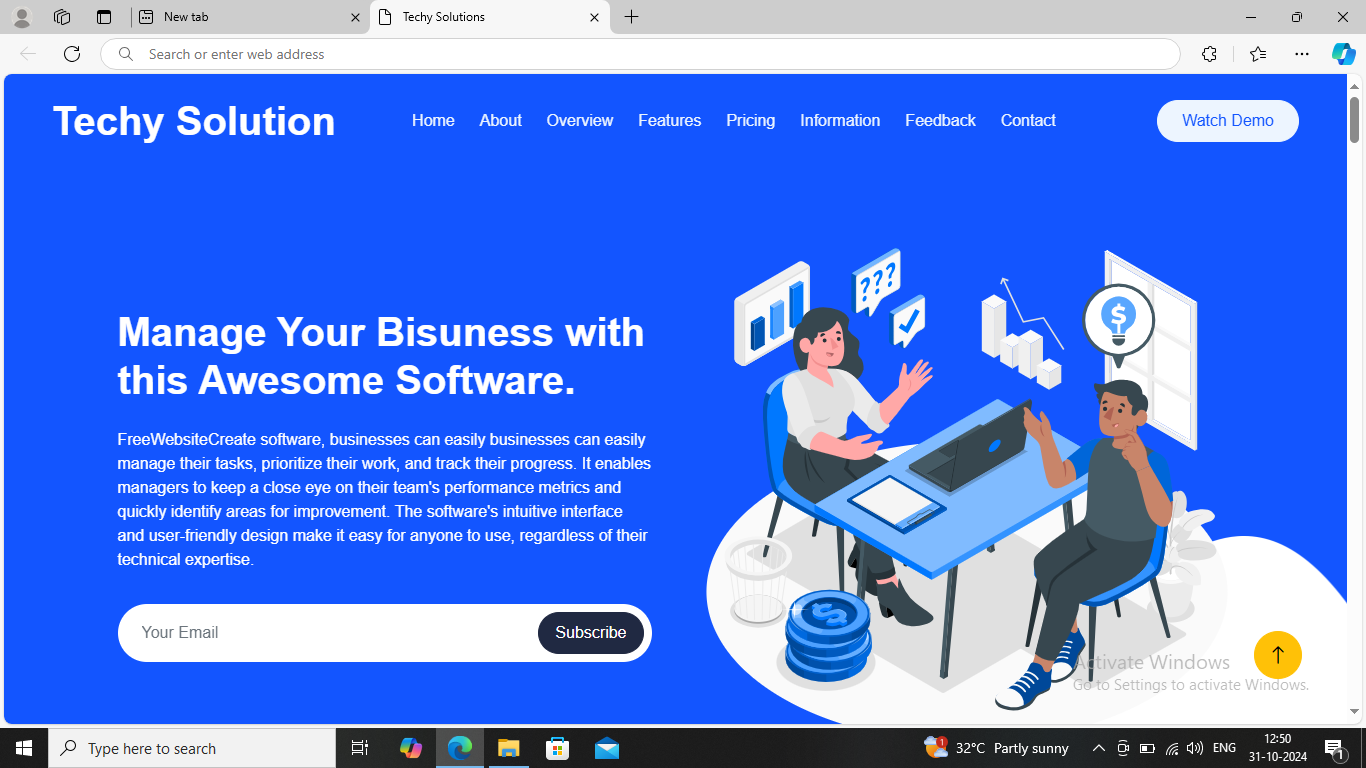 New tab
Techy Solutions
Search or enter web address
Techy Solution
Home About Overview Features Pricing Information Feedback Contact
Watch Demo
???
$
Manage Your Bisuness with
this Awesome Software.
FreeWebsiteCreate software, businesses can easily businesses can easily
manage their tasks, prioritize their work, and track their progress. It enables
managers to keep a close eye on their team's performance metrics and
quickly identify areas for improvement. The software's intuitive interface
and user-friendly design make it easy for anyone to use, regardless of their
technical expertise.
Your Email
Subscribe
$
Activate Windows
Go to Settings to activate Windows.
Type here to search
1
32°C Partly sunny
ENG
12:50
31-10-2024
1